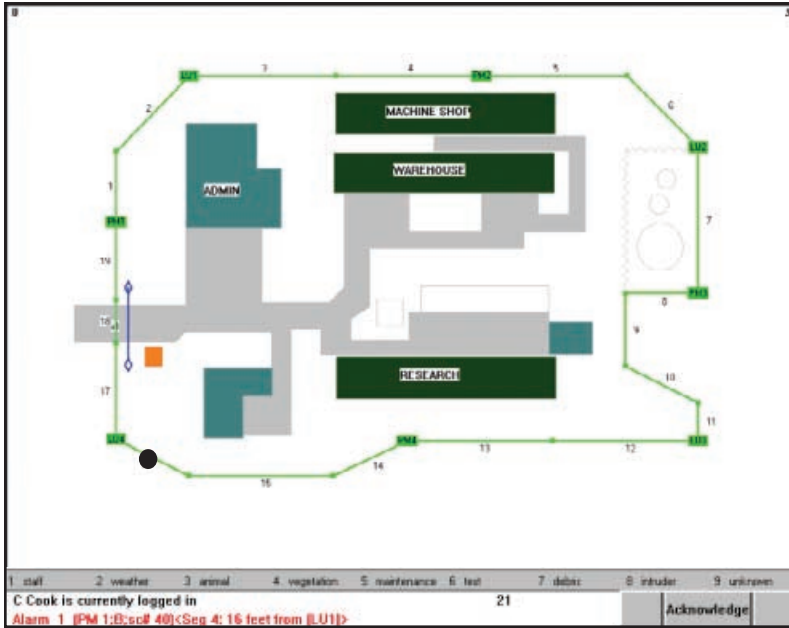 LU1
3
4
PM2
5
2
6
MACHINE SHOP
LU2
WAREHOUSE
1
ADMIN
7
PM1
19
8
PM3
18
9
17
RESEARCH
10
11
LU4
PM4
13
12
LU3
14
15
1 staff 2 weather 3 animal 4 vegetation 5 maintenance 6 test 7 debris 8 intruder 9 unknown
C Cook is currently logged in 21
Acknowledge
Alarm 1 [PM 1:B;sc# 40]<Seg 4: 16 feet from [LU1]>